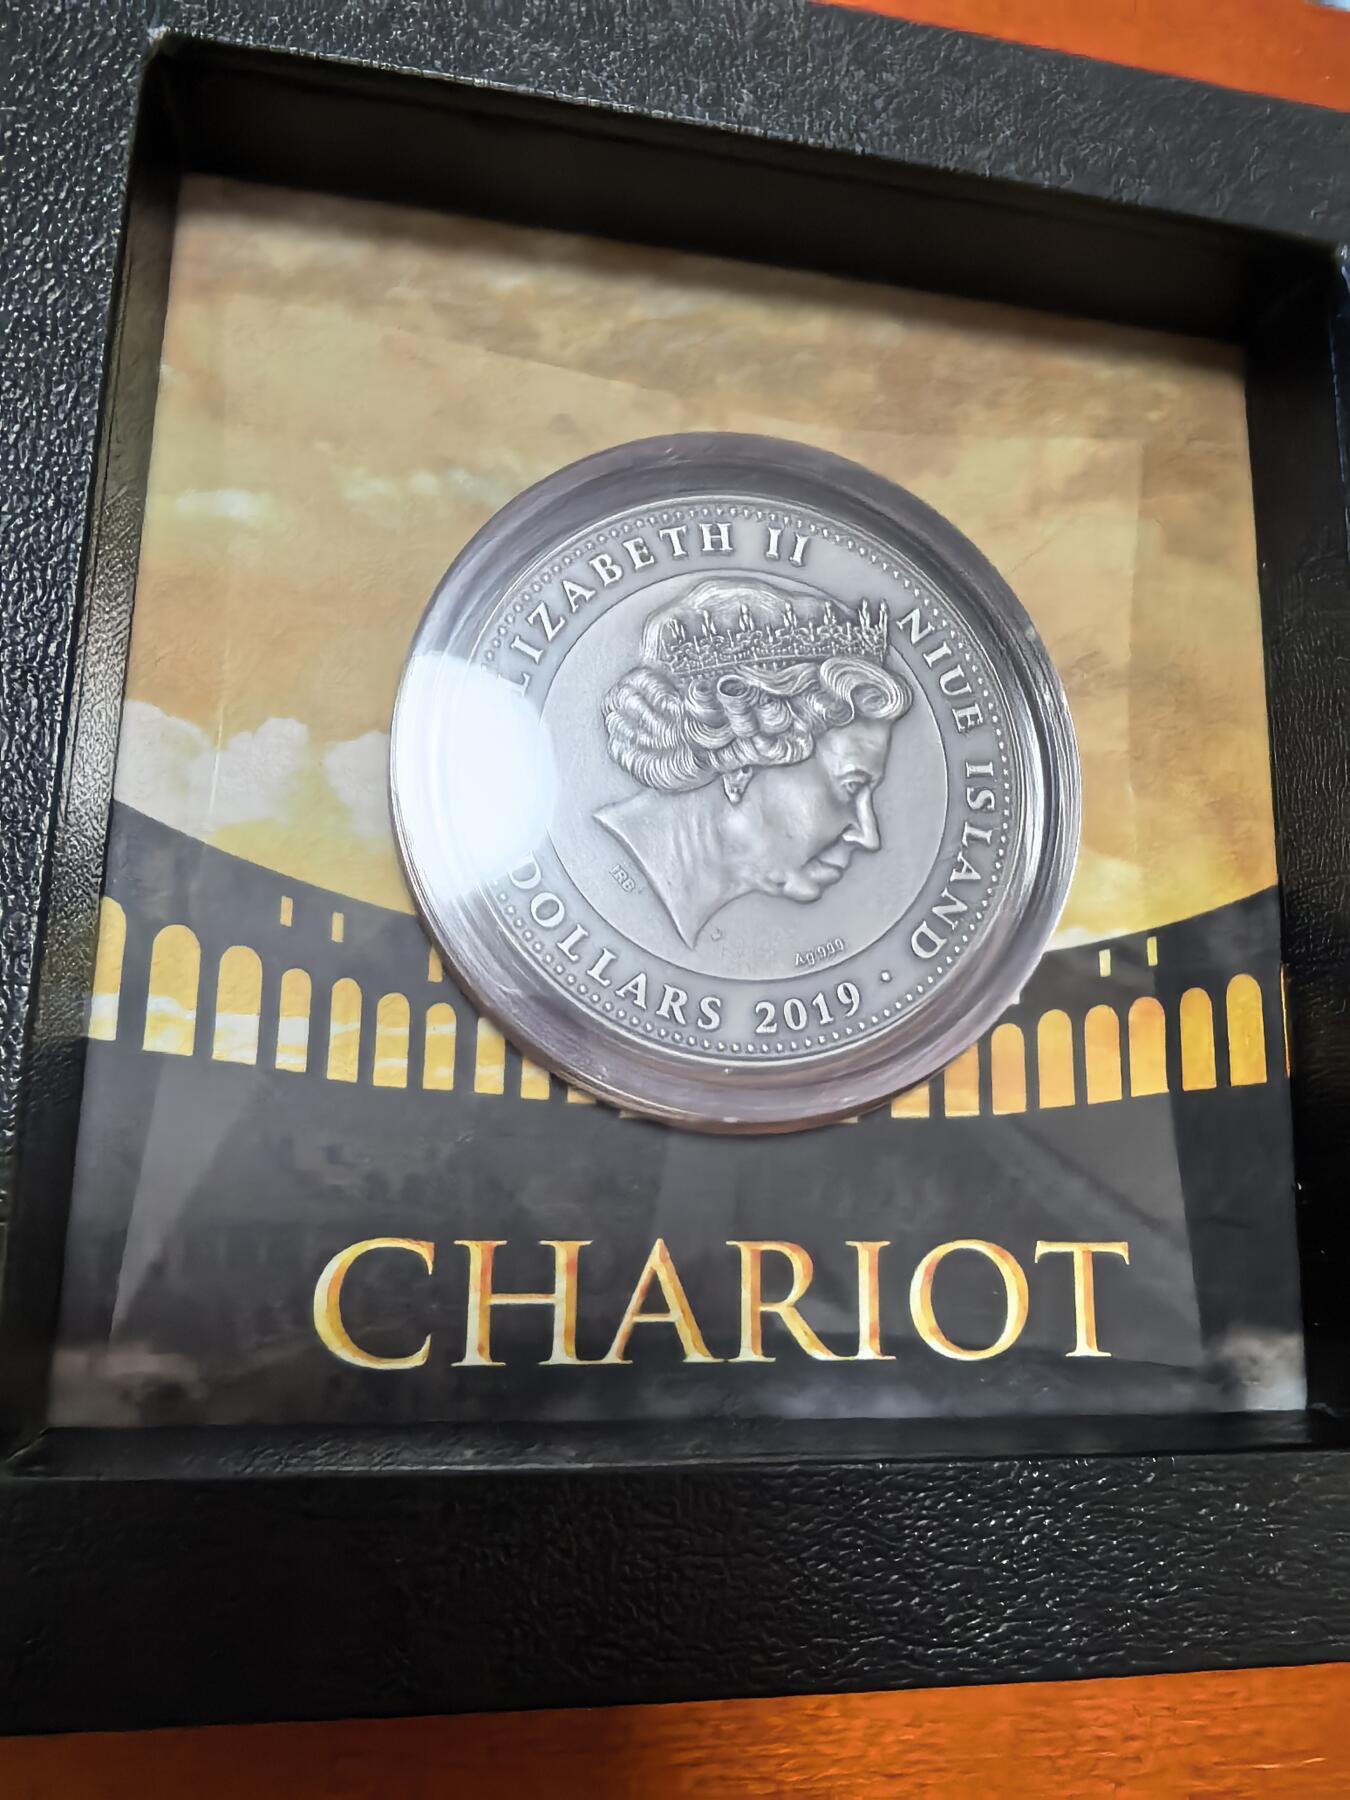 ELIZABETH II
NIUE ISLAND
DOLLARS 2019
IRB
Ag 999
CHARIOT